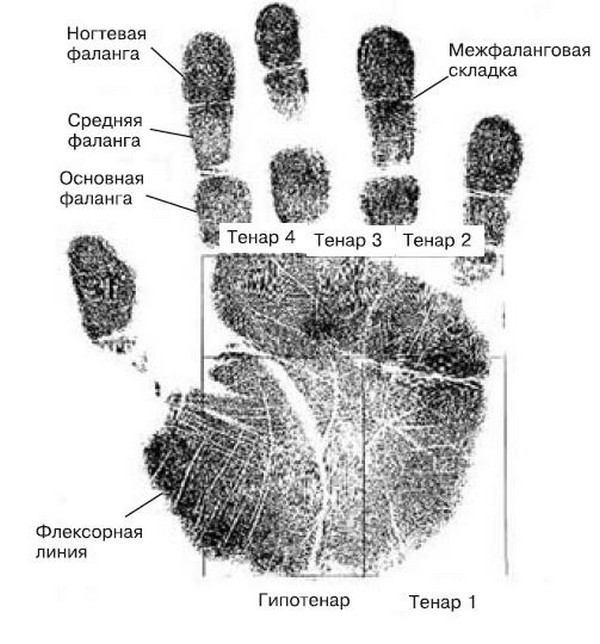 Ногтевая
фаланга
Межфаланговая
складка
Средняя
фаланга
Основная
фаланга
Тенар 4
Тенар 3
Тенар 2
Флексорная
линия
Гипотенар
Тенар 1